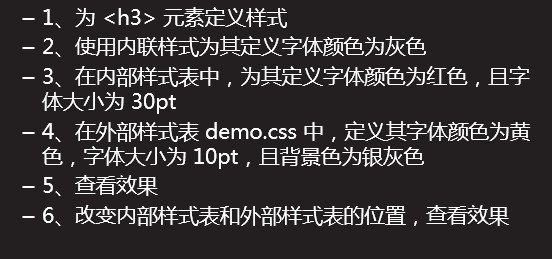 – 1、为 <h3> 元素定义样式
– 2、使用内联样式为其定义字体颜色为灰色
– 3、在内部样式表中，为其定义字体颜色为红色，且字
体大小为 30pt
– 4、在外部样式表 demo.css 中，定义其字体颜色为黄
色，字体大小为 10pt，且背景色为银灰色
– 5、查看效果
– 6、改变内部样式表和外部样式表的位置，查看效果